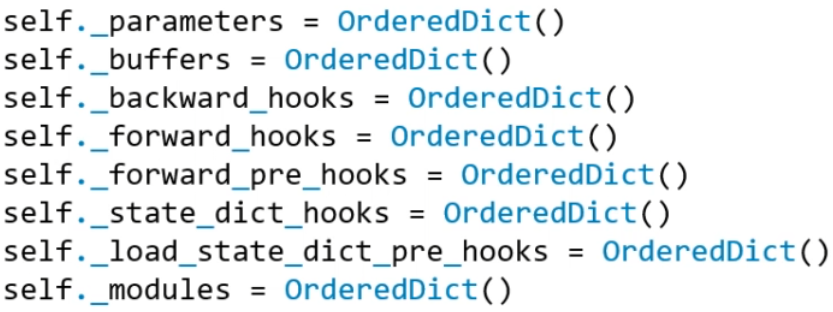 self._parameters = OrderedDict()
self._buffers = OrderedDict()
self._backward_hooks = OrderedDict()
self._forward_hooks = OrderedDict()
self._forward_pre_hooks = OrderedDict()
self._state_dict_hooks = OrderedDict()
self._load_state_dict_pre_hooks = OrderedDict()
self._modules = OrderedDict()